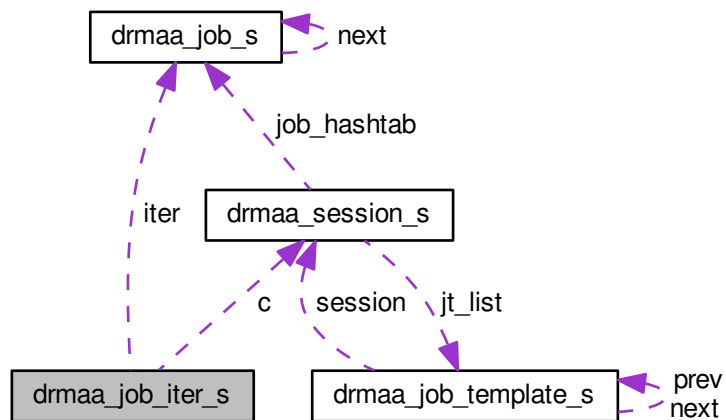 drmaa_job_s
next
job_hashtab
iter
drmaa_session_s
c
session
jt_list
drmaa_job_iter_s
drmaa_job_template_s
prev
next